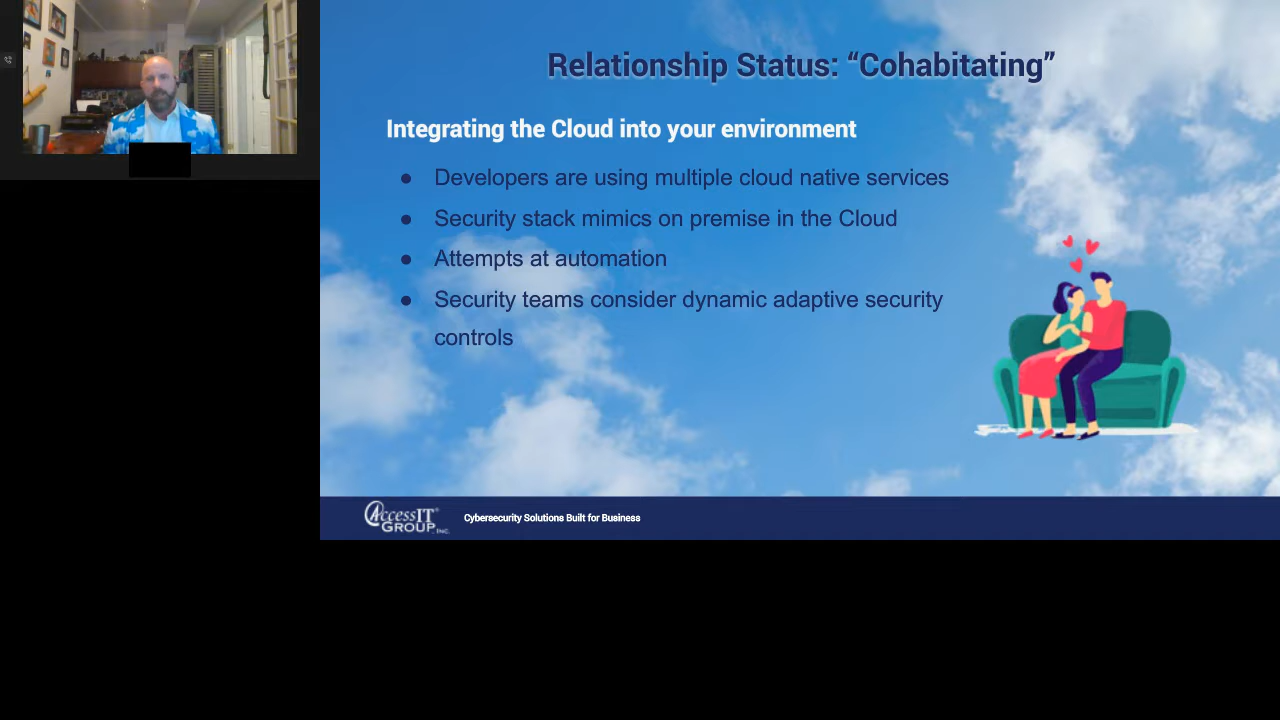 Relationship Status: “Cohabitating”
Integrating the Cloud into your environment
● Developers are using multiple cloud native services
● Security stack mimics on premise in the Cloud
● Attempts at automation
● Security teams consider dynamic adaptive security
controls
AccessIT
GROUP, INC.
Cybersecurity Solutions Built for Business